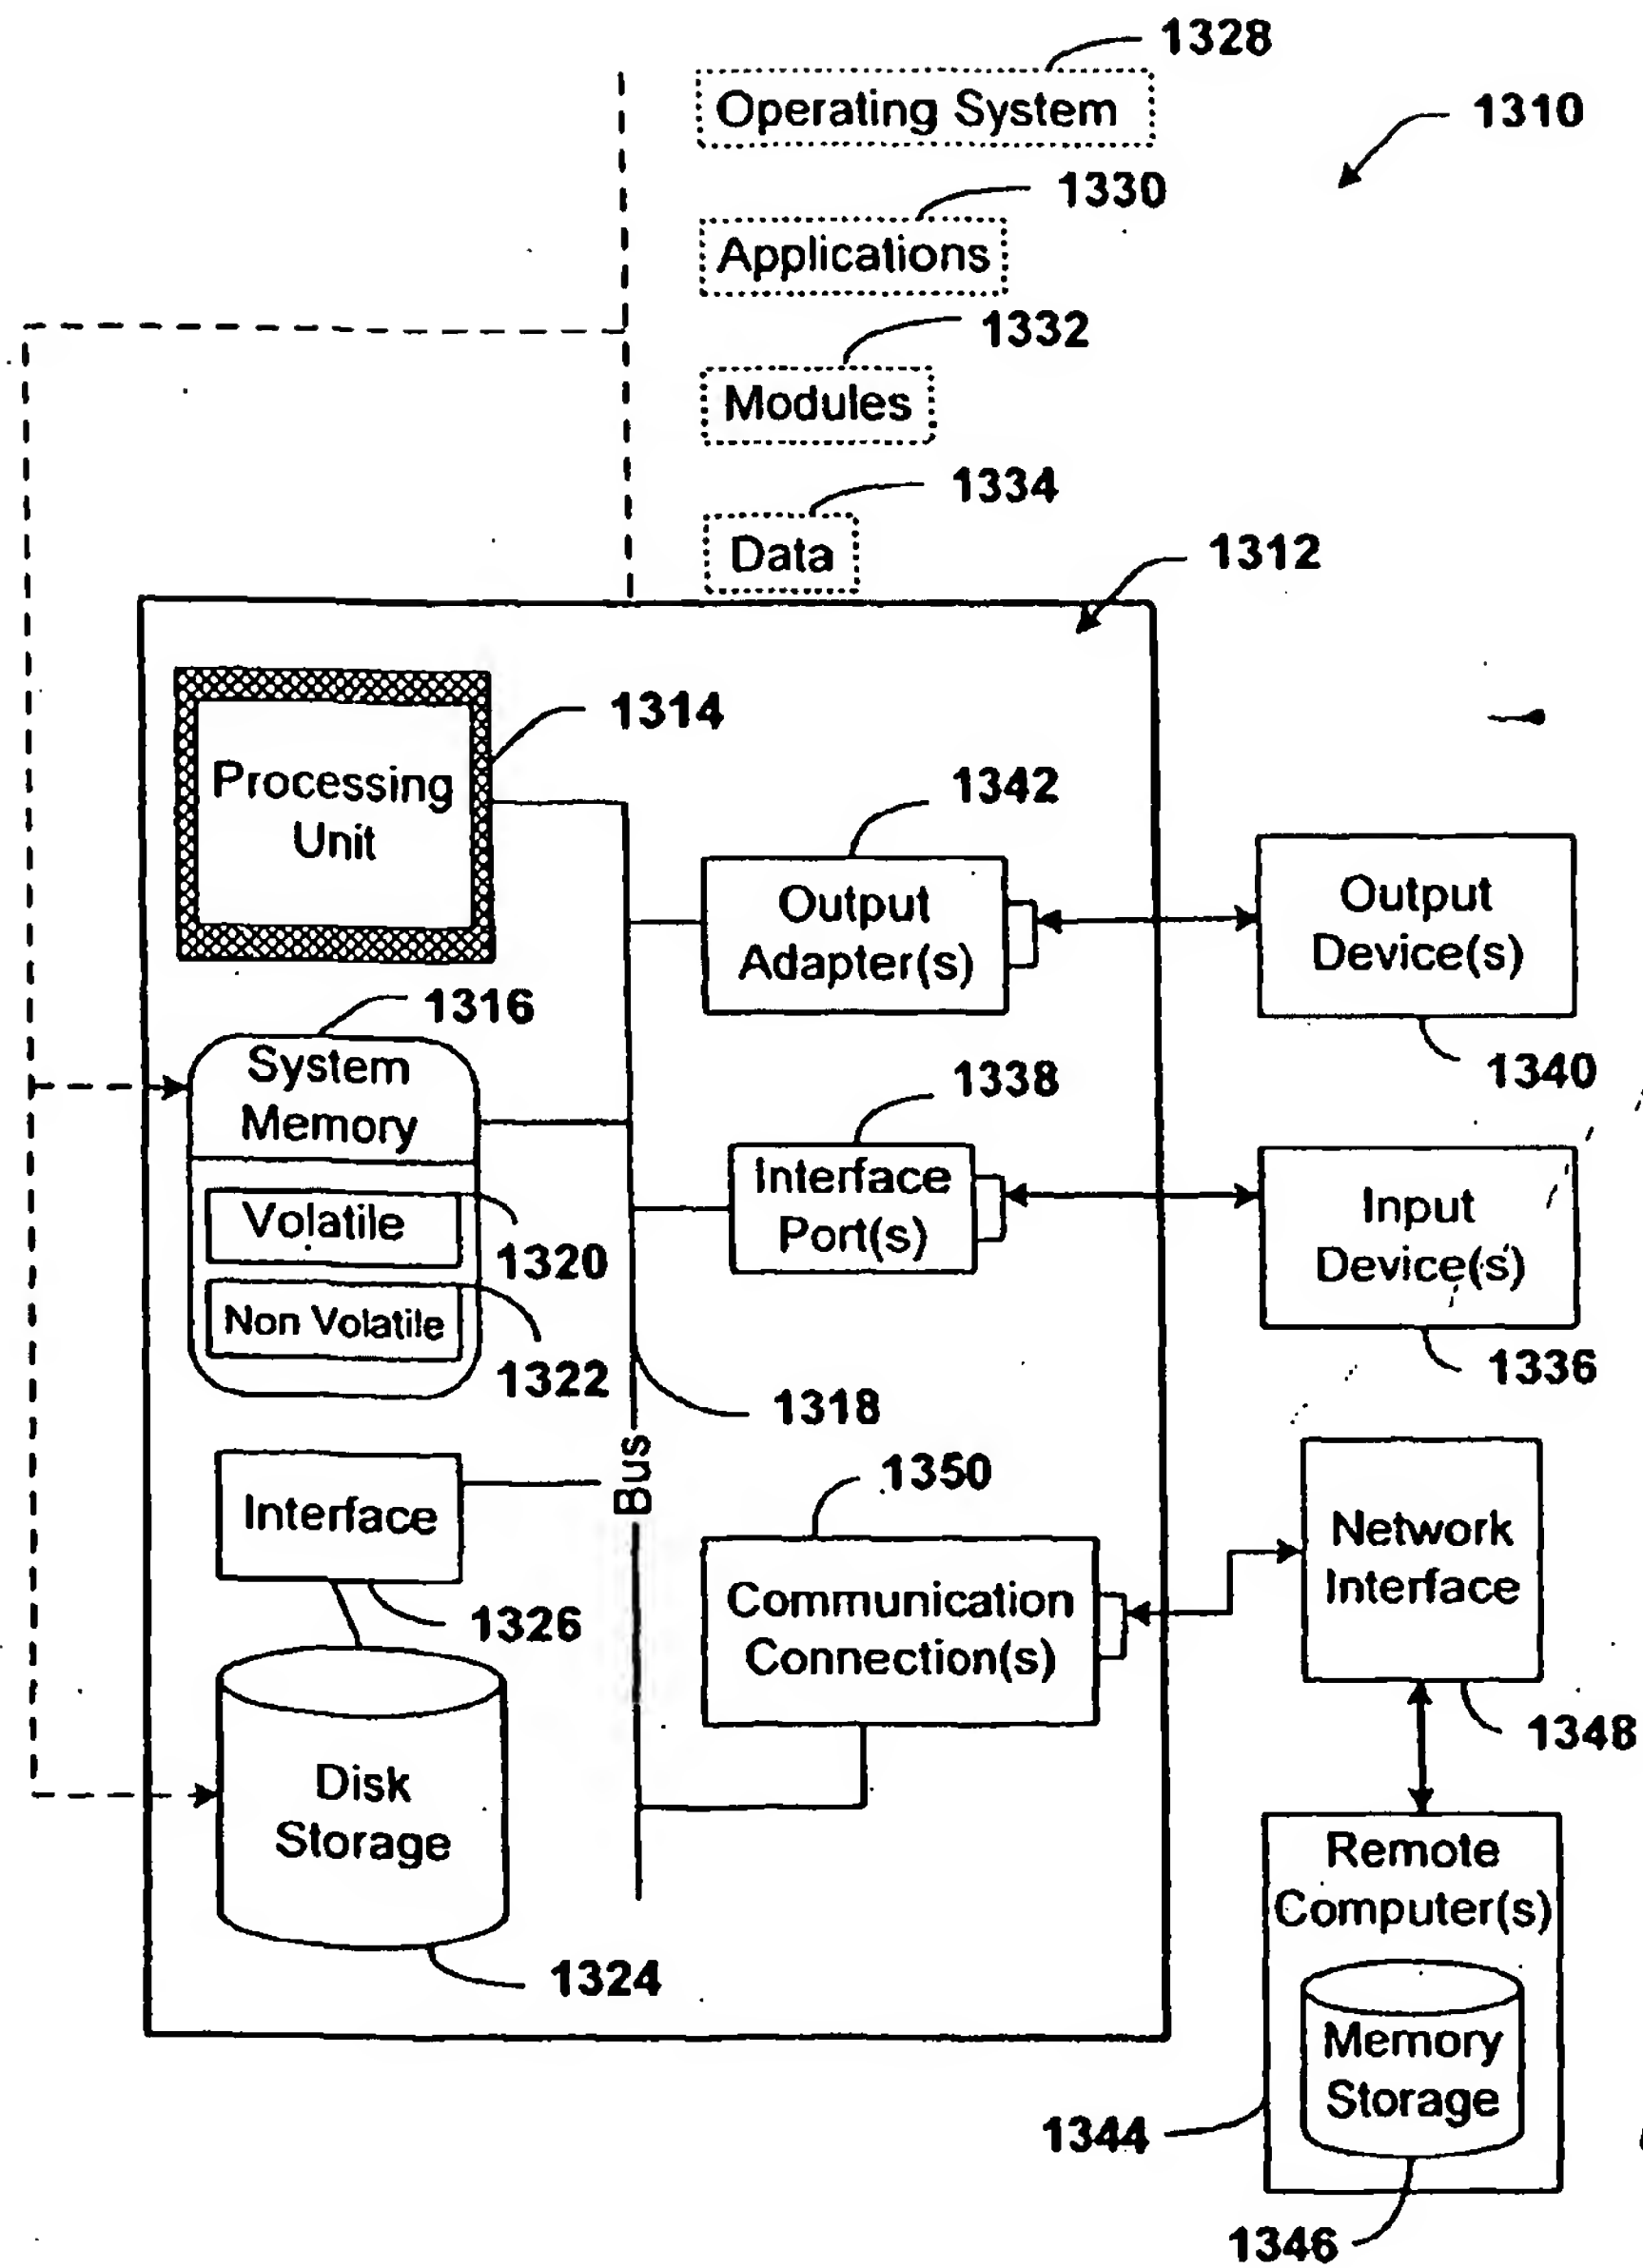 1328
Operating System
1310
1330
Applications
1332
Modules
1334
Data
1312
1314
Processing
Unit
1342
Output
Adapter(s)
Output
Device(s)
1340
1316
System
Memory
Volatile
1320
Non Volatile
1322
1338
Interface
Port(s)
Input
Device(s)
1336
1318
Bus
Interface
1326
1350
Communication
Connection(s)
Network
Interface
1348
Disk
Storage
1324
Remote
Computer(s)
Memory
Storage
1344
1346